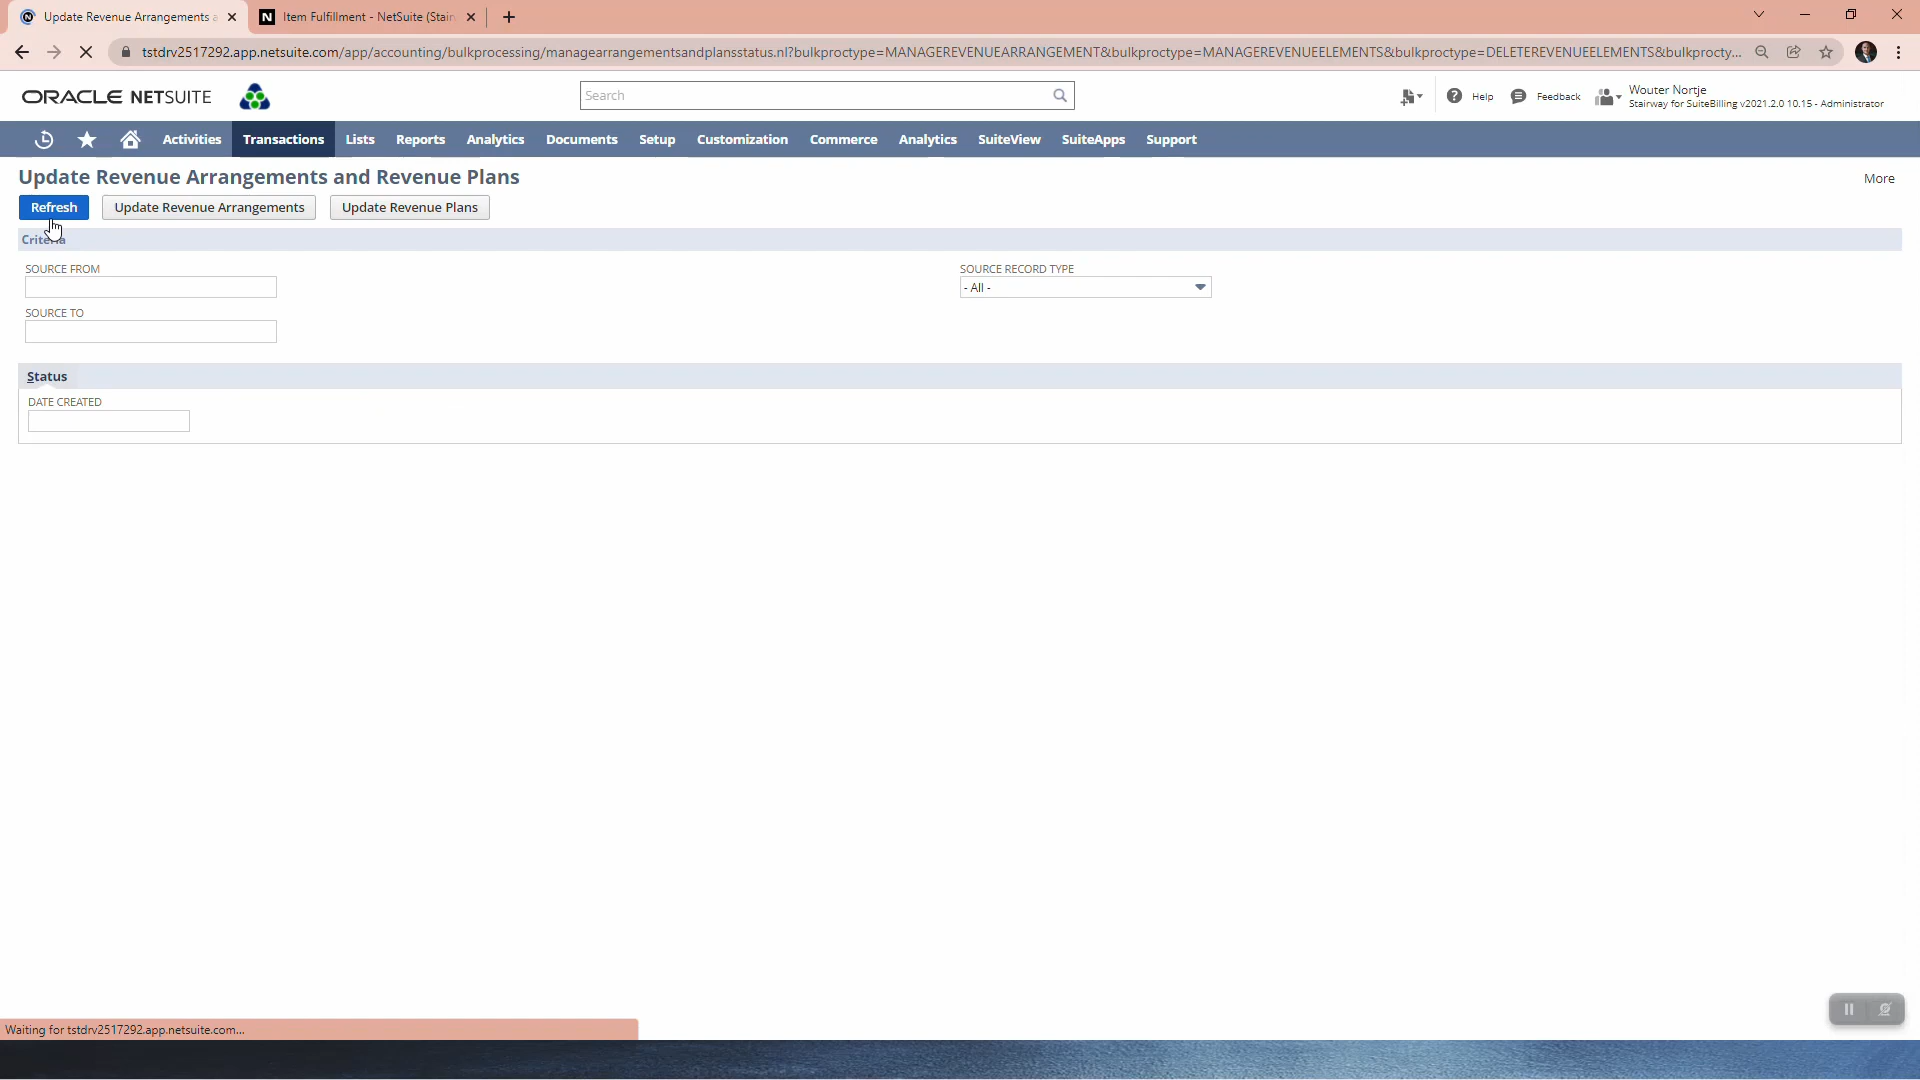 Update Revenue Arrangements a
Item Fulfillment - NetSuite (Stair
tstdrv2517292.app.netsuite.com/app/accounting/bulkprocessing/managearrangementsandplansstatus.nl?bulkproctype=MANAGEREVENUEARRANGEMENT&bulkproctype=MANAGEREVENUEELEMENTS&bulkproctype=DELETEREVENUEELEMENTS&bulkprocty...
ORACLE NETSUITE
Search
Help
Feedback
Wouter Nortje
Stairway for SuiteBilling v2021.2.0 10.15 - Administrator
Activities Transactions Lists Reports Analytics Documents Setup Customization Commerce Analytics SuiteView SuiteApps Support
Update Revenue Arrangements and Revenue Plans
More
Refresh Update Revenue Arrangements Update Revenue Plans
Criteria
SOURCE FROM
SOURCE RECORD TYPE
- All -
SOURCE TO
Status
DATE CREATED
Waiting for tstdrv2517292.app.netsuite.com...